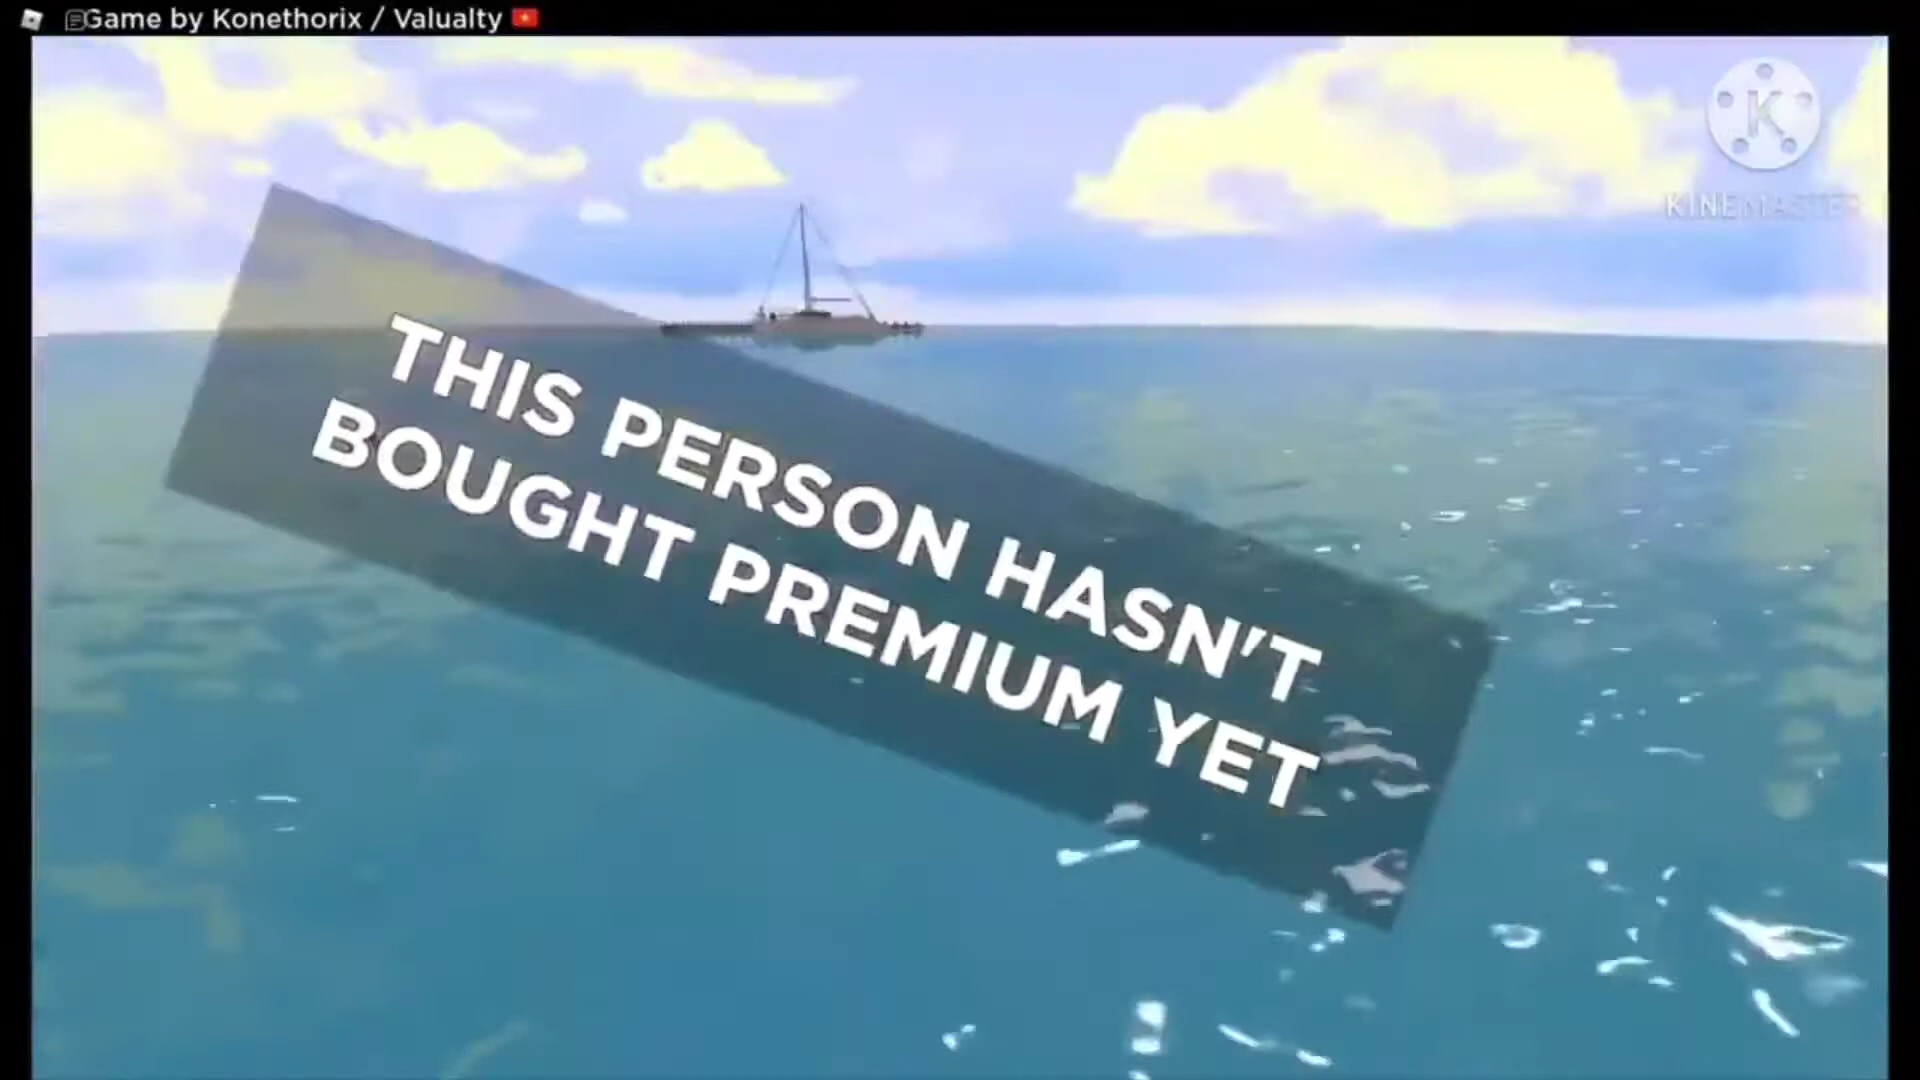 Game by Konethorix / Valualty 🇻🇳
K
KINEMASTER
THIS PERSON HASN'T
BOUGHT PREMIUM YET